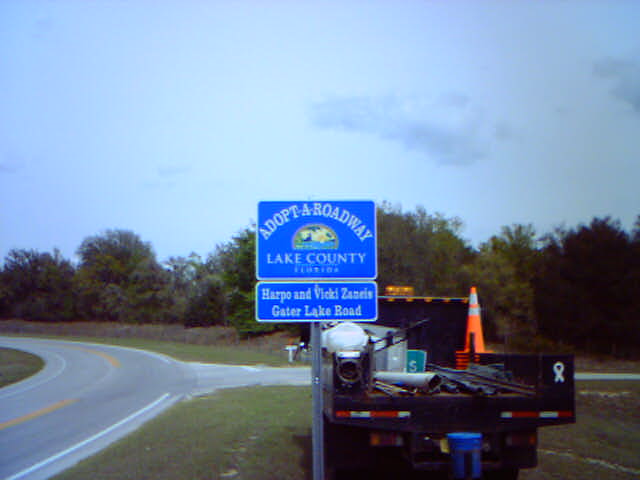 ADOPT-A-ROADWAY
LAKE COUNTY
FLORIDA
Harpo and Vicki Zaneis
Gater Lake Road
S